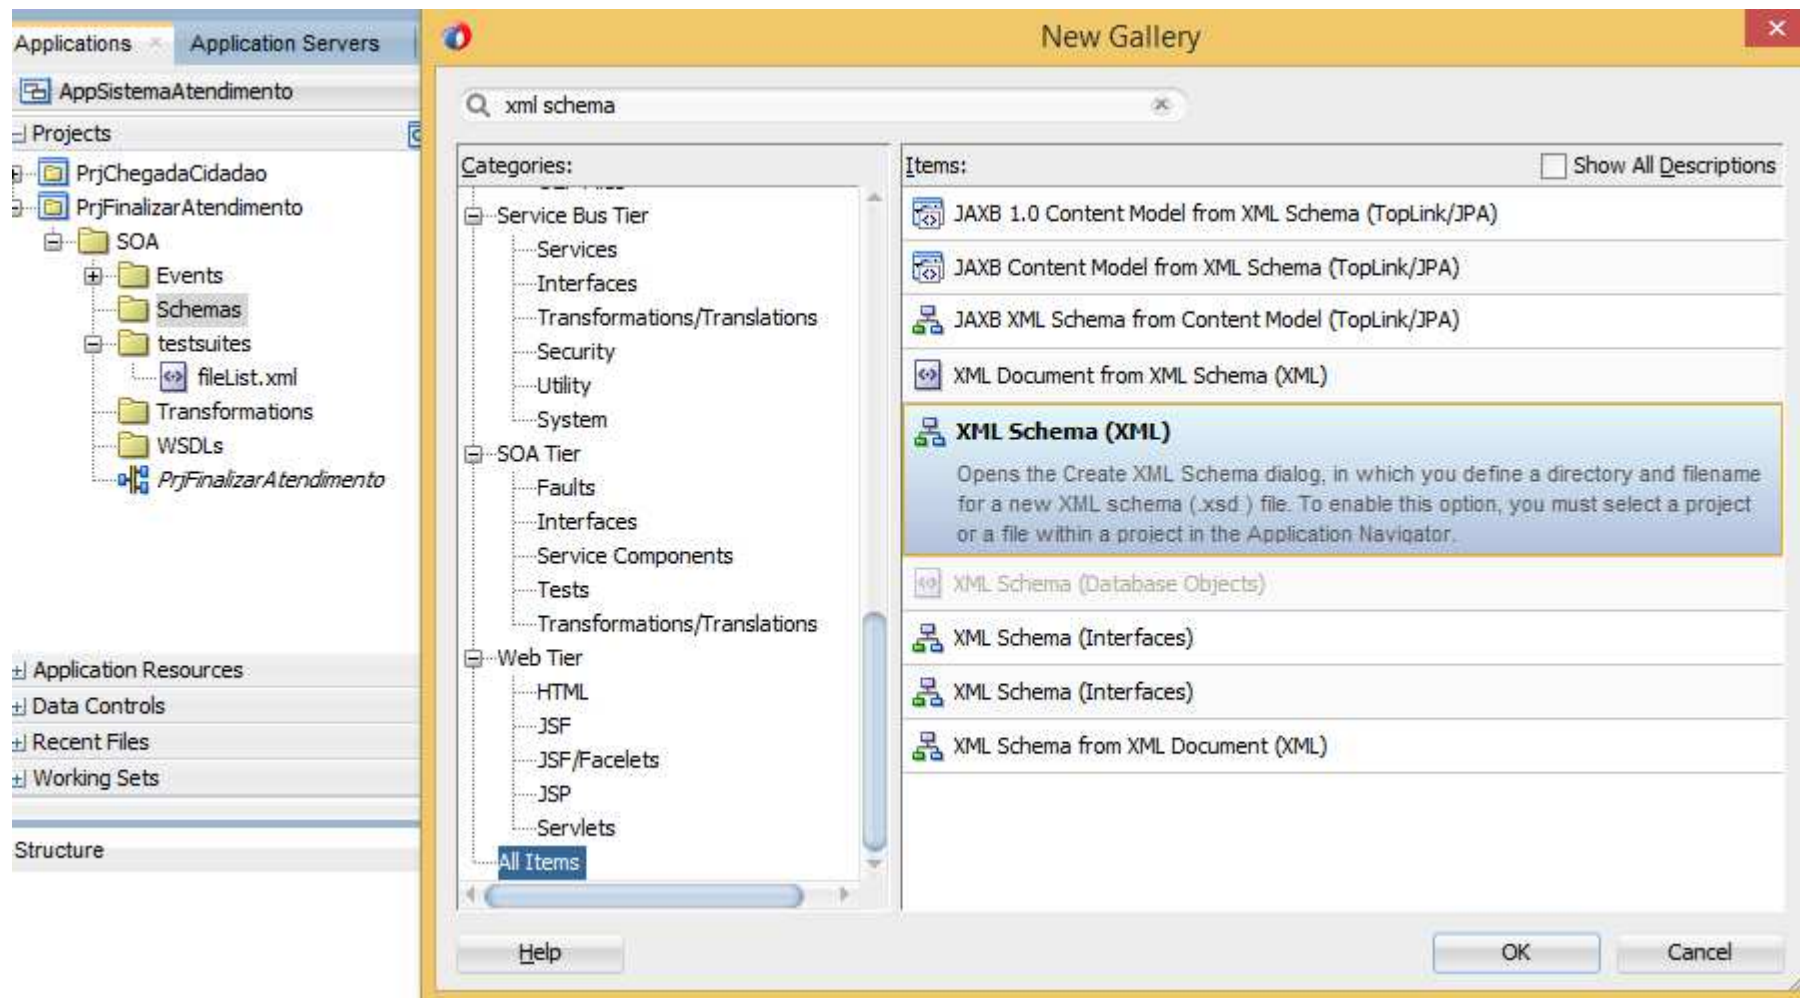 Applications
Application Servers
AppSistemaAtendimento
Projects
PrjChegadaCidadao
PrjFinalizarAtendimento
SOA
Events
Schemas
testsuites
fileList.xml
Transformations
WSDLs
PrjFinalizarAtendimento
Application Resources
Data Controls
Recent Files
Working Sets
Structure
New Gallery
xml schema
Categories:
Service Bus Tier
Services
Interfaces
Transformations/Translations
Security
Utility
System
SOA Tier
Faults
Interfaces
Service Components
Tests
Transformations/Translations
Web Tier
HTML
JSF
JSF/Facelets
JSP
Servlets
All Items
Items:
Show All Descriptions
JAXB 1.0 Content Model from XML Schema (TopLink/JPA)
JAXB Content Model from XML Schema (TopLink/JPA)
JAXB XML Schema from Content Model (TopLink/JPA)
XML Document from XML Schema (XML)
XML Schema (XML)
Opens the Create XML Schema dialog, in which you define a directory and filename
for a new XML schema (.xsd ) file. To enable this option, you must select a project
or a file within a project in the Application Navigator.
XML Schema (Database Objects)
XML Schema (Interfaces)
XML Schema (Interfaces)
XML Schema from XML Document (XML)
Help
OK
Cancel